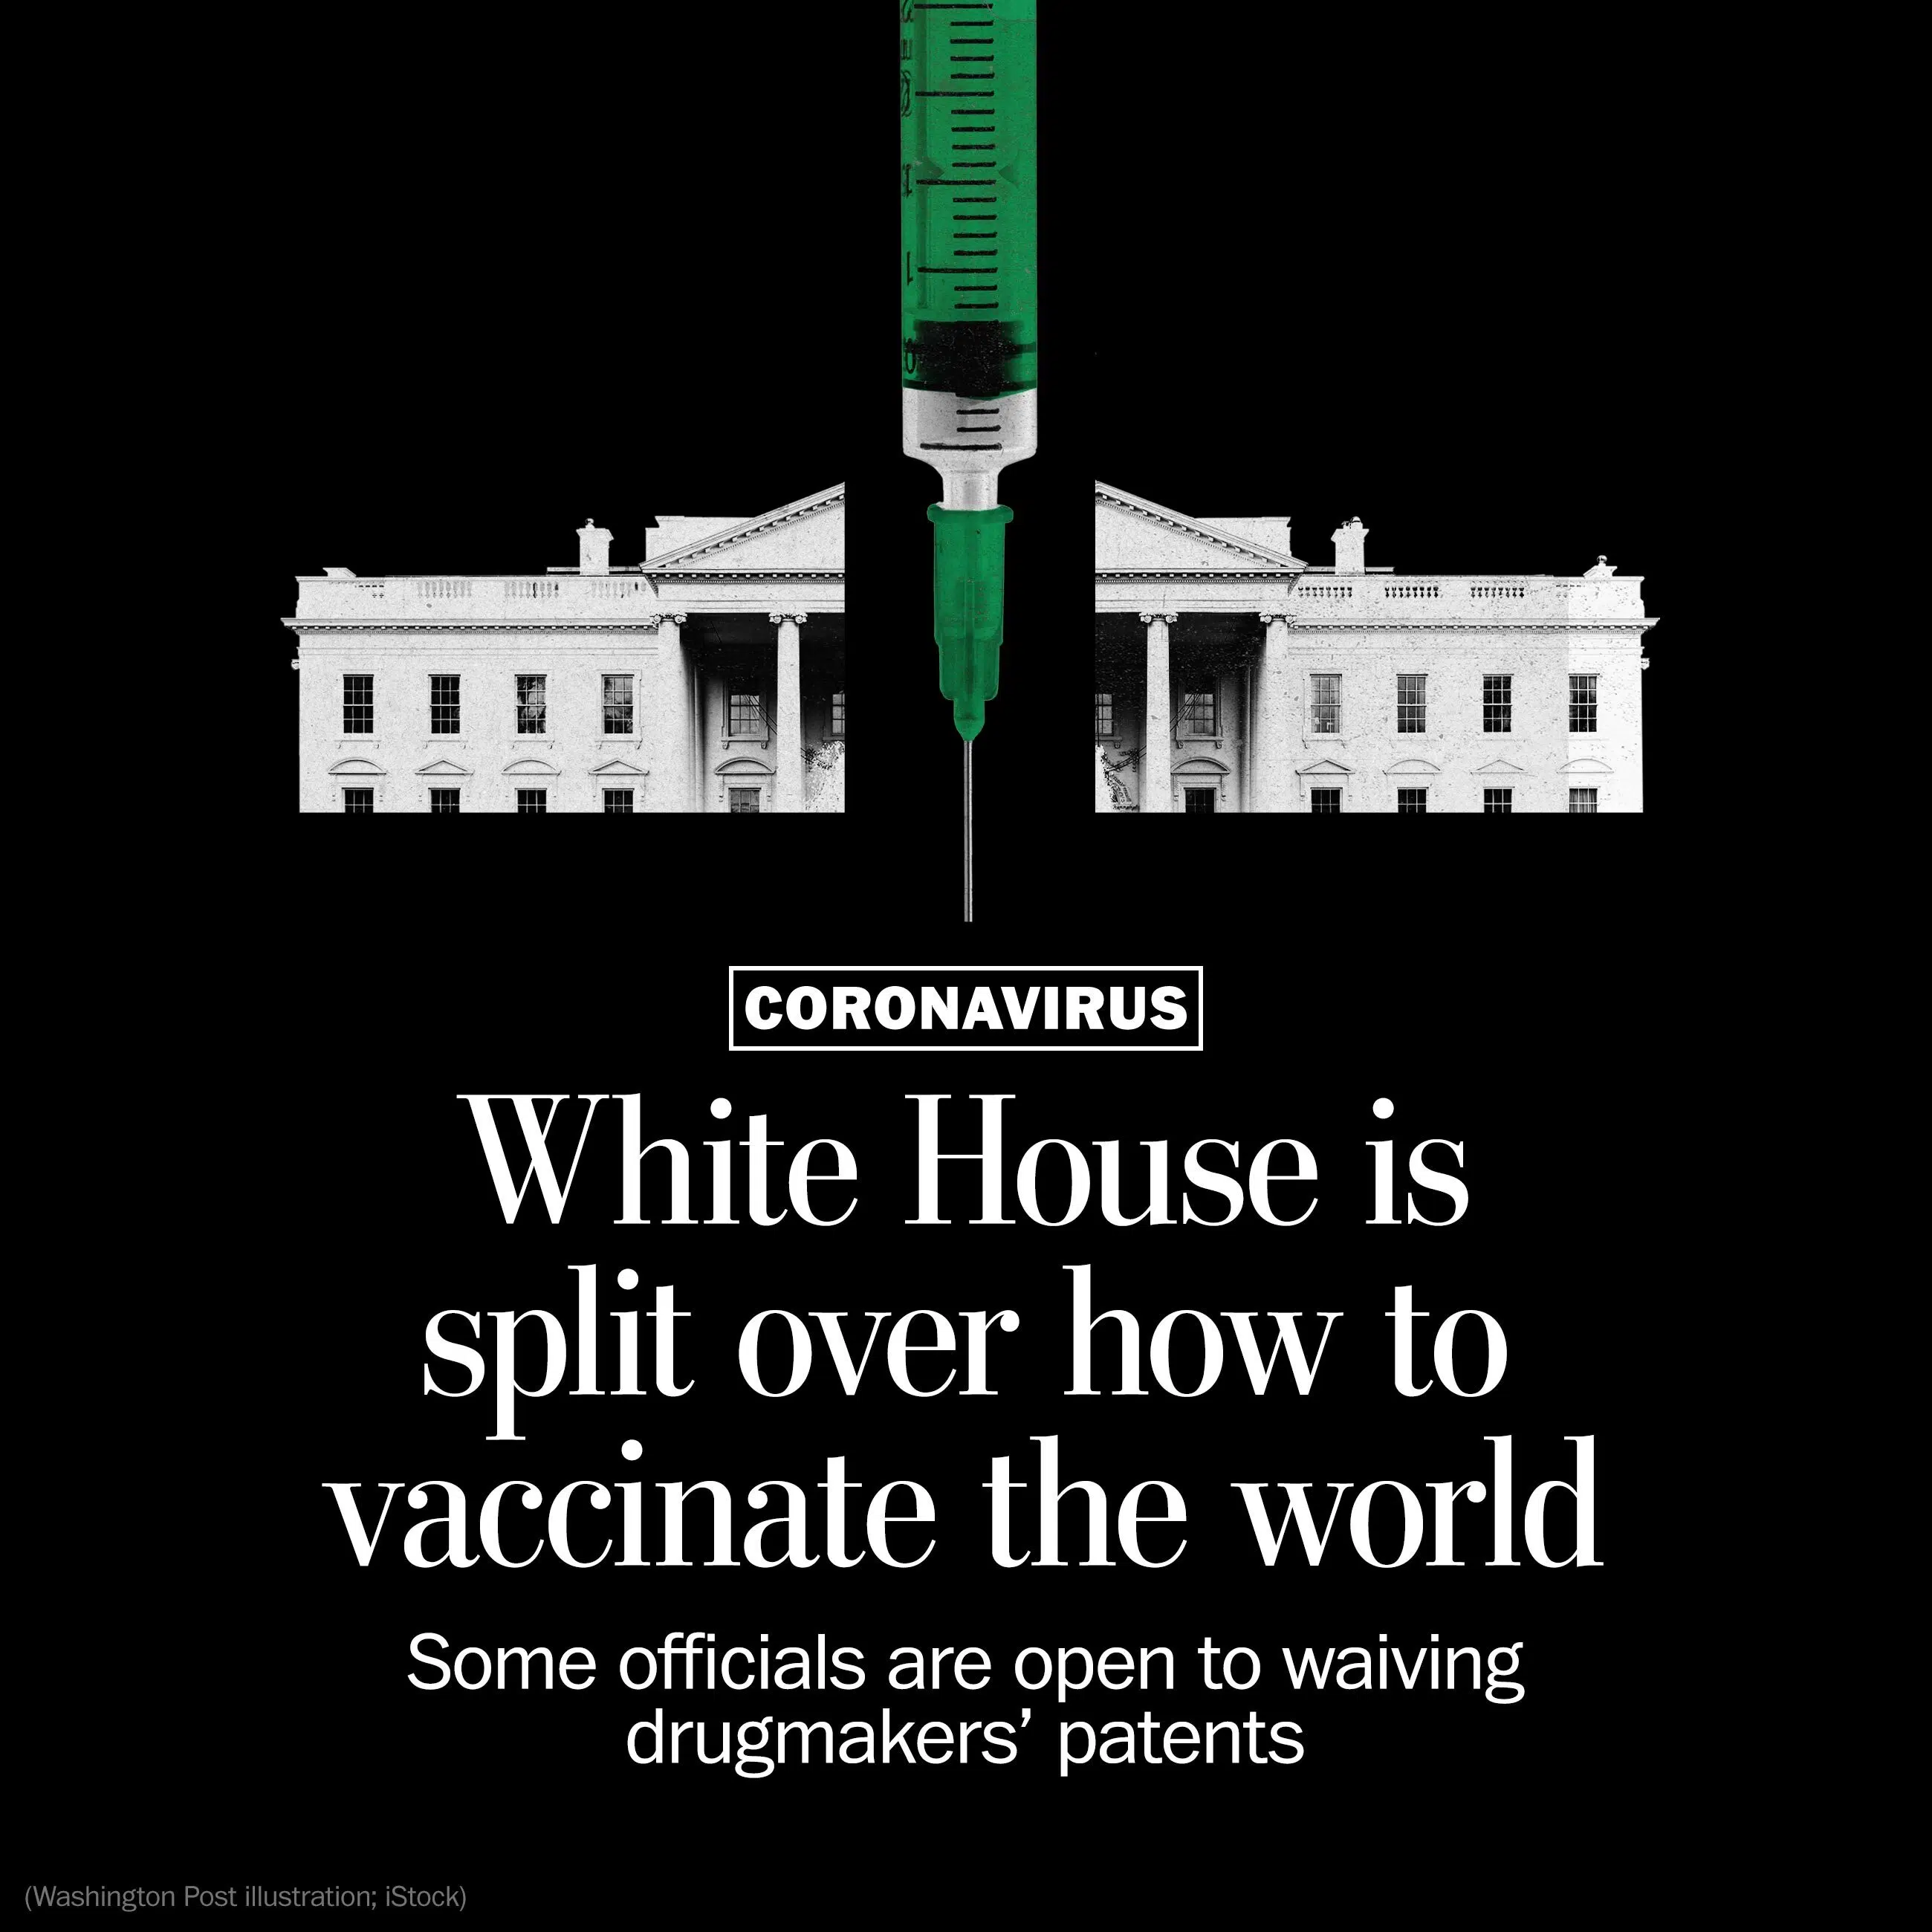 CORONAVIRUS
White House is
split over how to
vaccinate the world
Some officials are open to waiving
drugmakers’ patents
(Washington Post illustration; iStock)